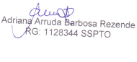 Adriana Arruda Barbosa Rezende
RG: 1128344 SSPTO